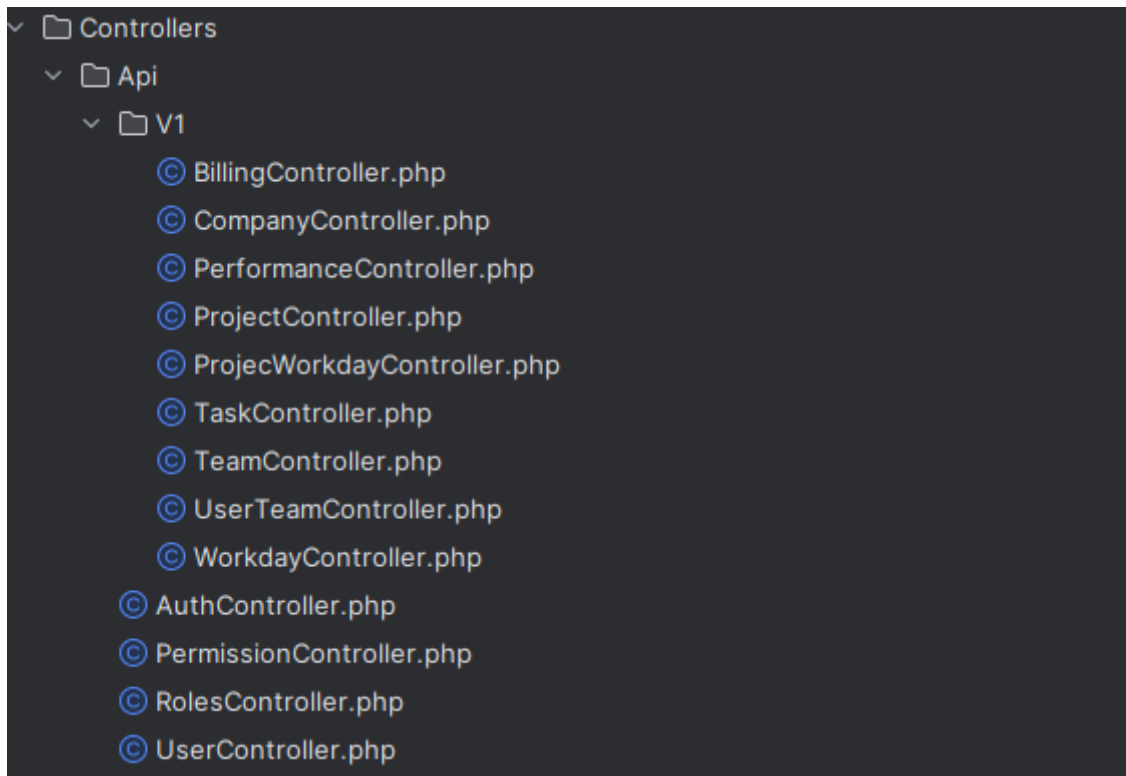 Controllers
Api
V1
BillingController.php
CompanyController.php
PerformanceController.php
ProjectController.php
ProjecWorkdayController.php
TaskController.php
TeamController.php
UserTeamController.php
WorkdayController.php
AuthController.php
PermissionController.php
RolesController.php
UserController.php